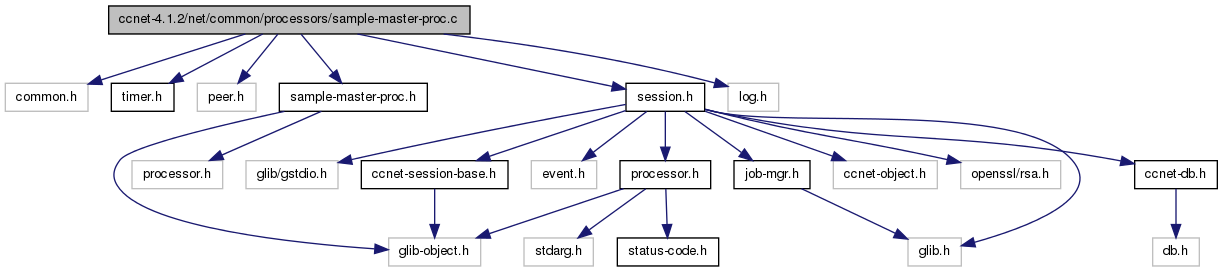 ccnet-4.1.2/net/common/processors/sample-master-proc.c
common.h
timer.h
peer.h
sample-master-proc.h
session.h
log.h
processor.h
glib/gstdio.h
ccnet-session-base.h
event.h
processor.h
job-mgr.h
ccnet-object.h
openssl/rsa.h
ccnet-db.h
glib-object.h
stdarg.h
status-code.h
glib.h
db.h